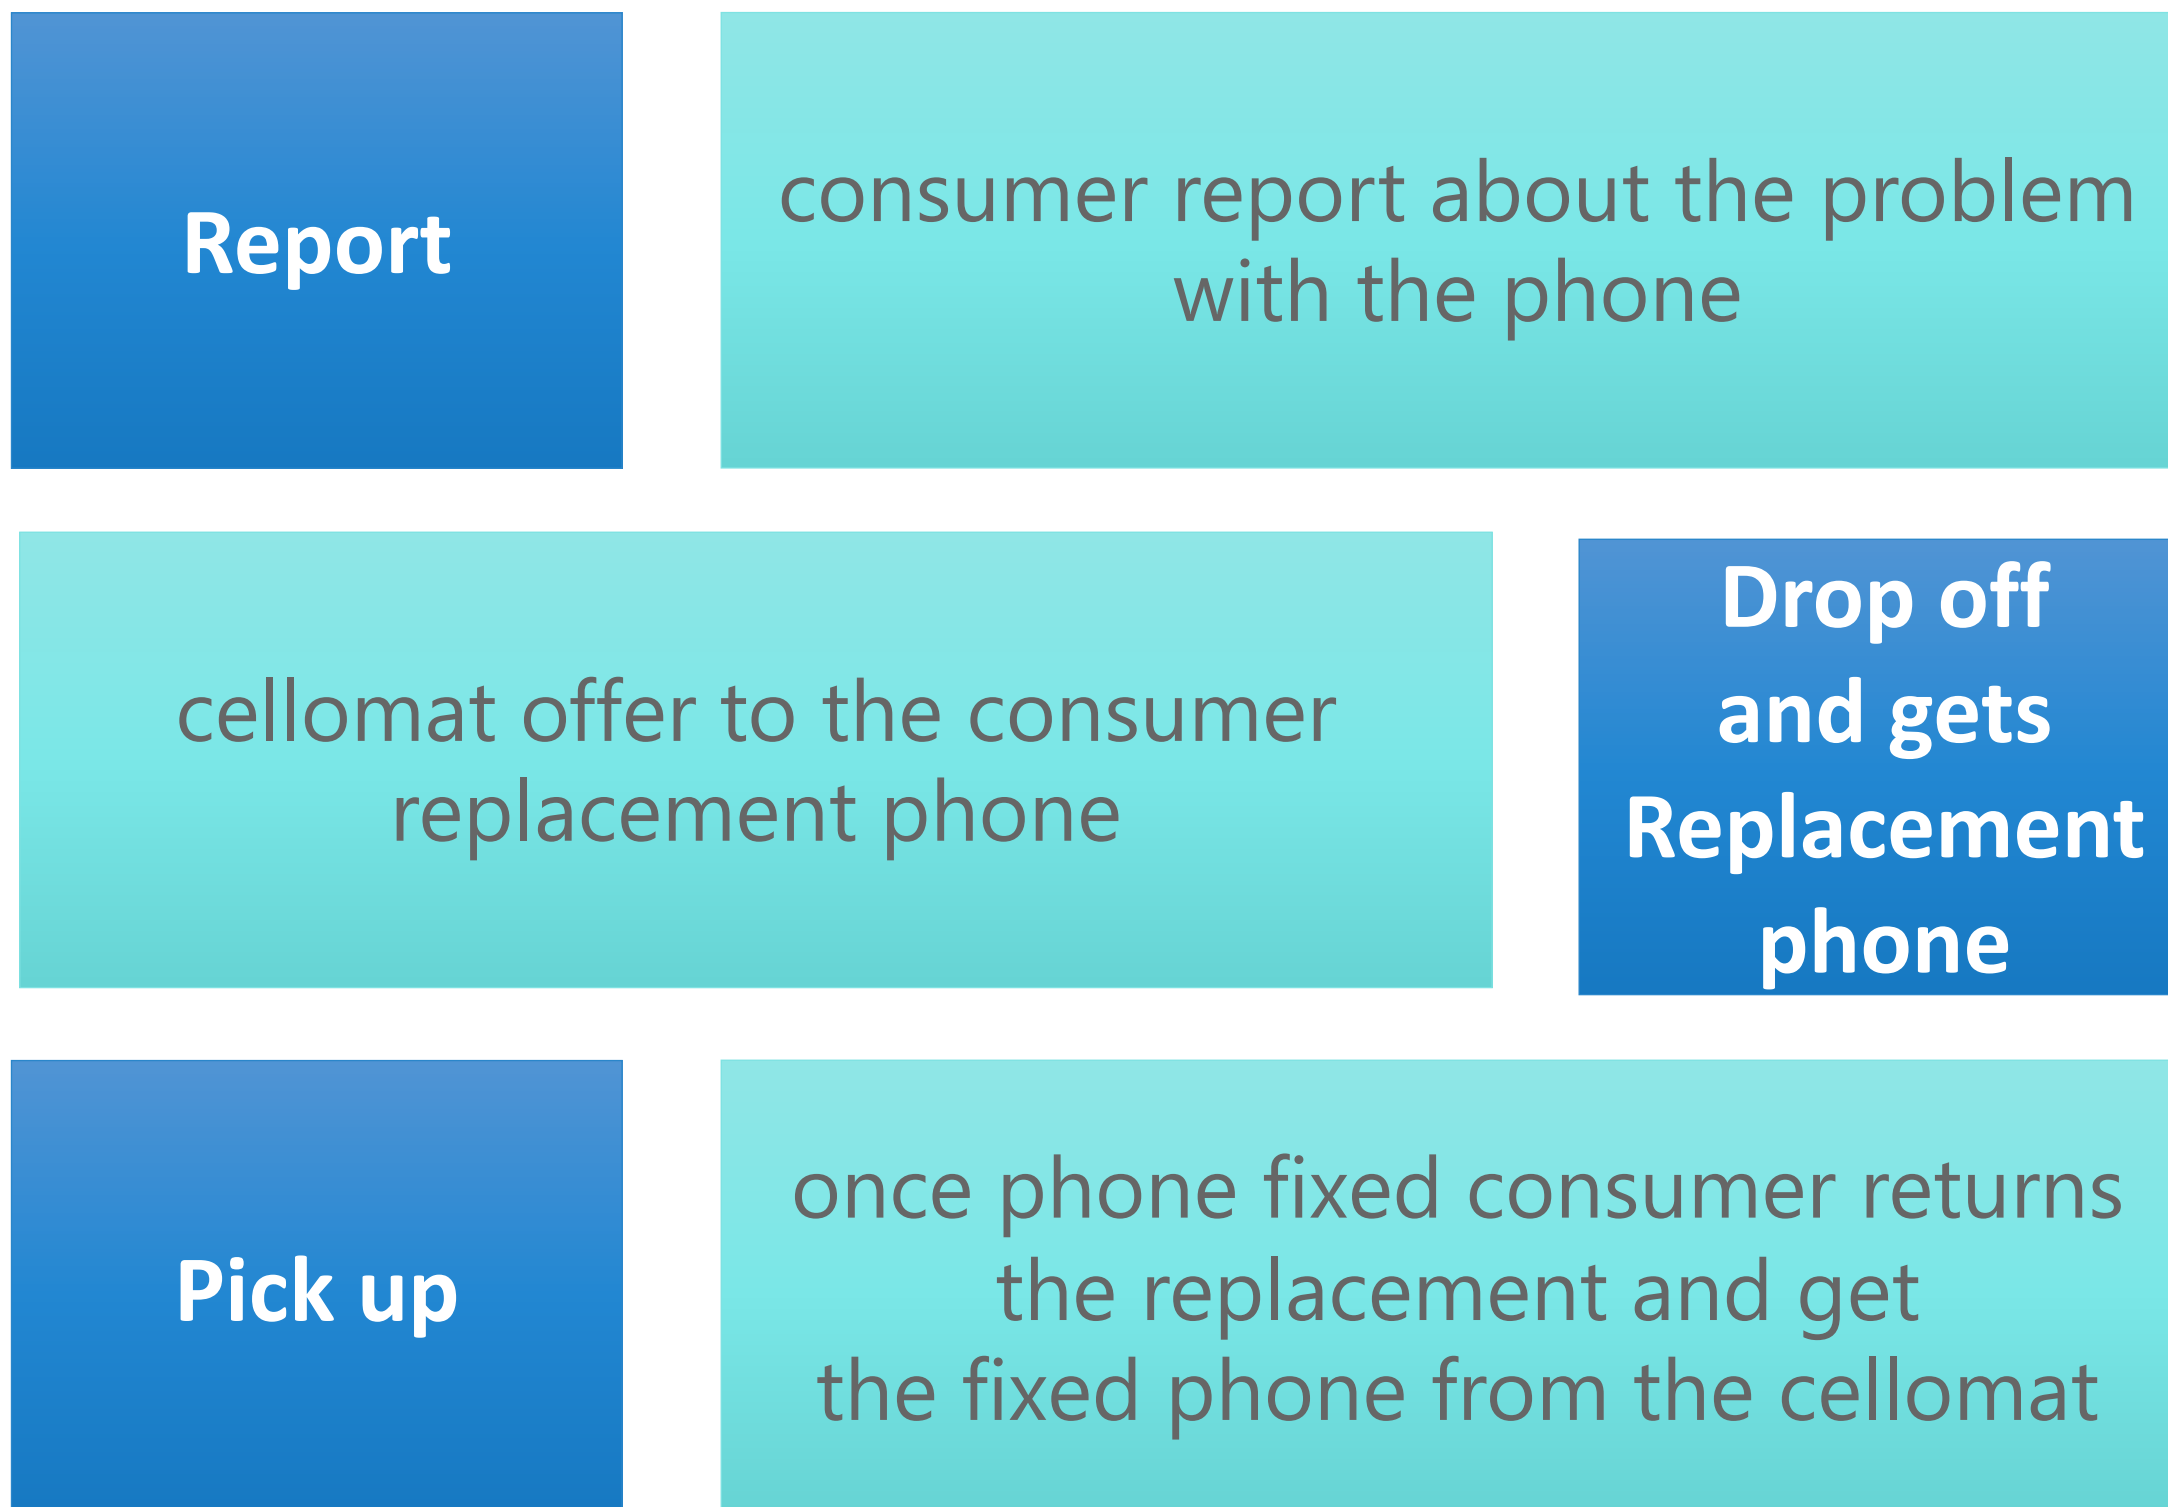 Report
consumer report about the problem
with the phone
cellomat offer to the consumer
replacement phone
Drop off
and gets
Replacement
phone
Pick up
once phone fixed consumer returns
the replacement and get
the fixed phone from the cellomat